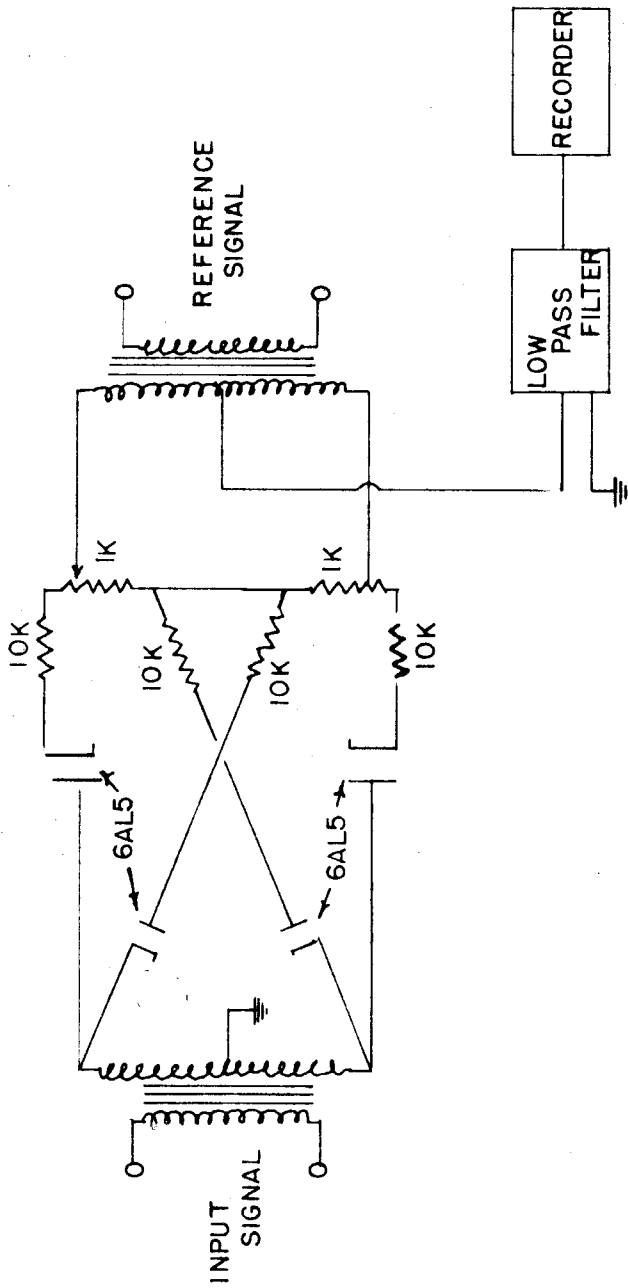 INPUT
SIGNAL
6AL5
6AL5
10K
10K
10K
10K
1K
1K
REFERENCE
SIGNAL
LOW
PASS
FILTER
RECORDER